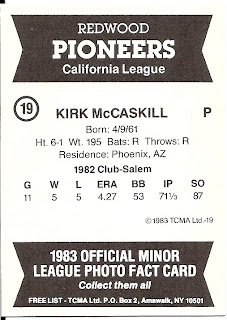 REDWOOD
PIONEERS
California League
19 KIRK McCASKILL P
Born: 4/9/61
Ht. 6-1 Wt. 195 Bats: R Throws: R
Residence: Phoenix, AZ
1982 Club-Salem
G W L ERA BB IP SO
11 5 5 4.27 53 71⅓ 87
©1983 TCMA Ltd.-19
1983 OFFICIAL MINOR
LEAGUE PHOTO FACT CARD
Collect them all
FREE LIST - TCMA Ltd. P.O. Box 2, Amawalk, NY 10501